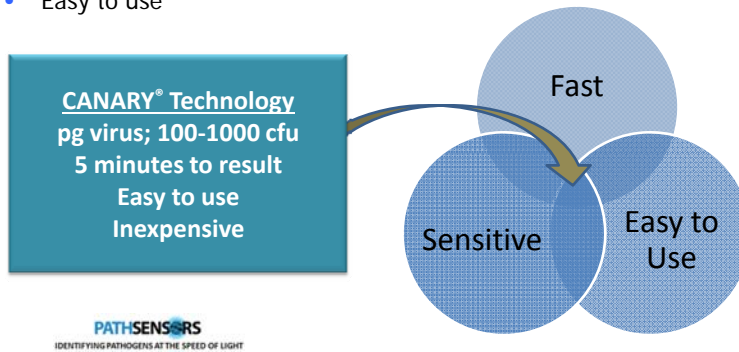 • Easy to use
CANARY® Technology
pg virus; 100-1000 cfu
5 minutes to result
Easy to use
Inexpensive
Fast
Sensitive
Easy to
Use
PATHSENSORS
IDENTIFYING PATHOGENS AT THE SPEED OF LIGHT